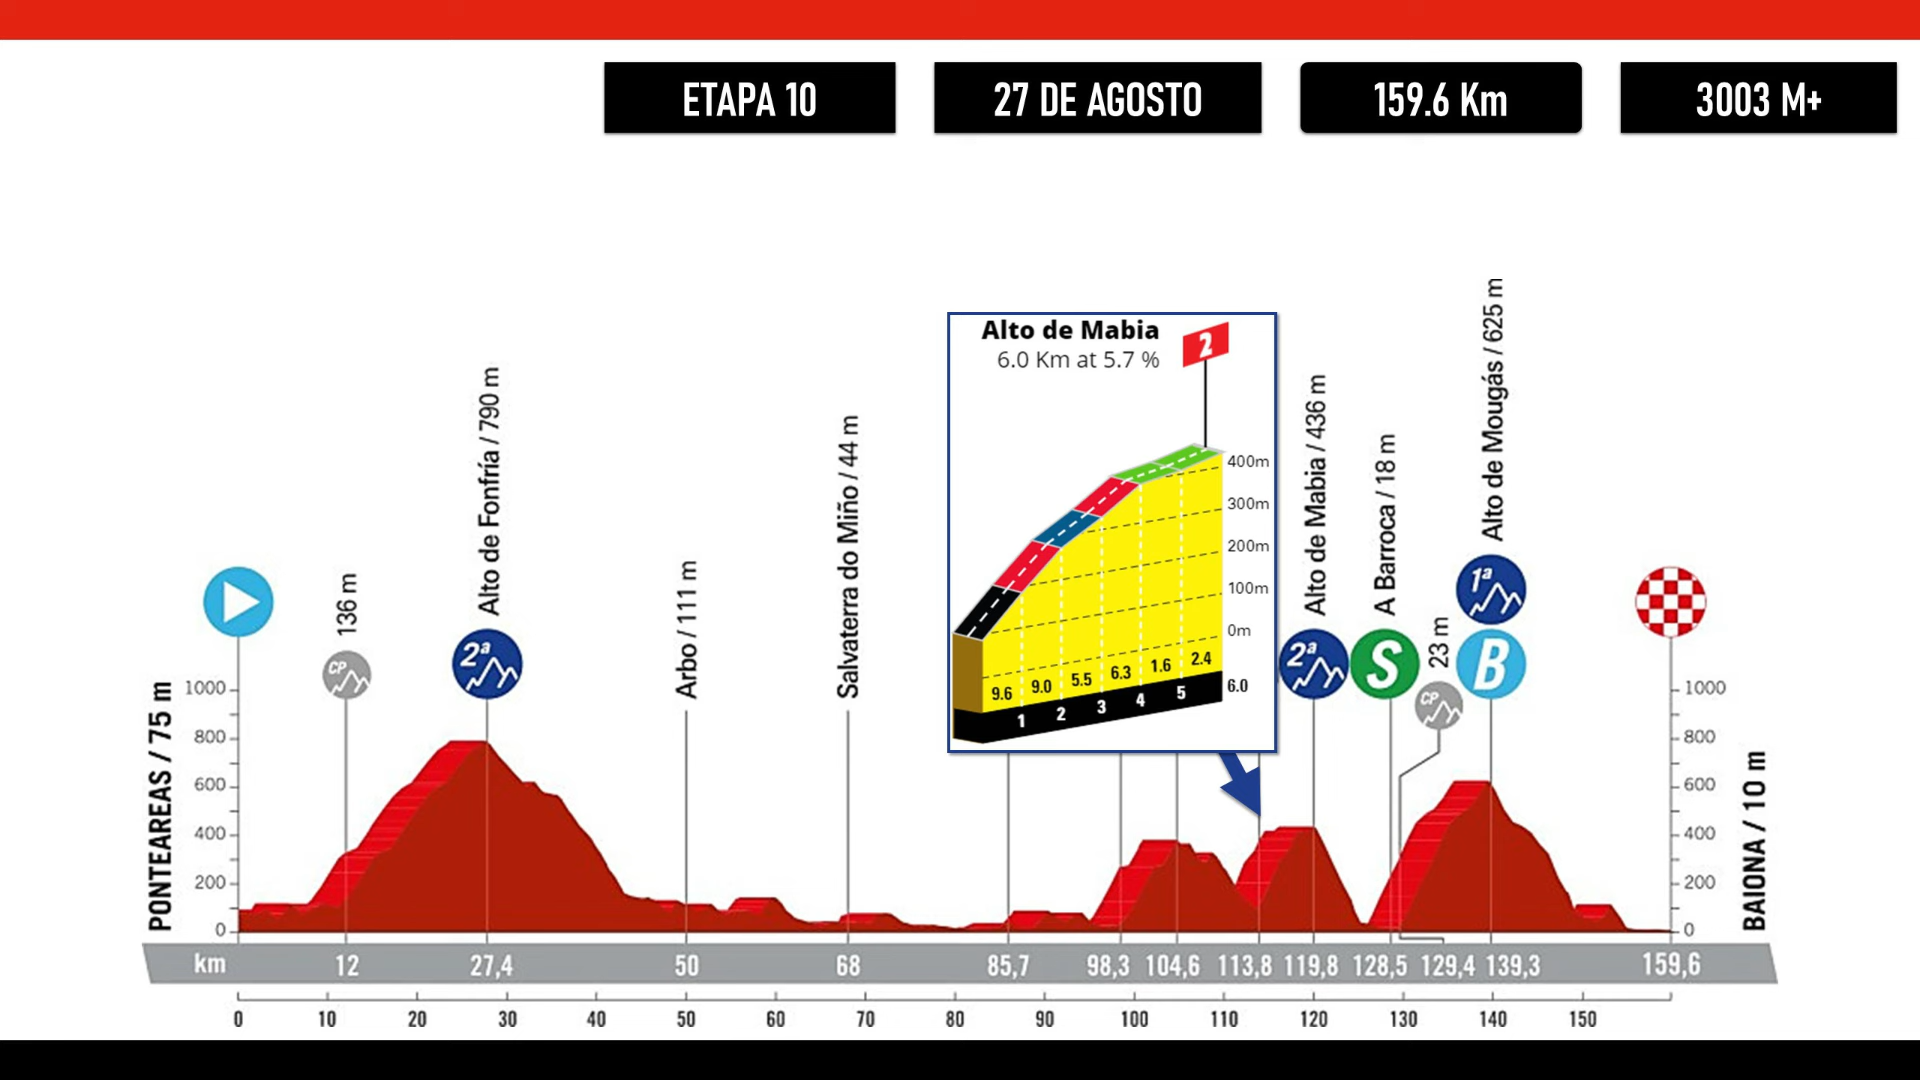 ETAPA 10
27 DE AGOSTO
159.6 Km
3003 M+
PONTEAREAS / 75 m
136 m
CP
Alto de Fonfría / 790 m
2ª
Arbo / 111 m
Salvaterra do Miño / 44 m
Alto de Mabia
6.0 Km at 5.7 %
2
400m
300m
200m
100m
0m
9.6 9.0 5.5 6.3 1.6 2.4
1 2 3 4 5 6.0
Alto de Mabia / 436 m
2ª
A Barroca / 18 m
S
23 m
CP
Alto de Mougás / 625 m
1ª
B
BAIONA / 10 m
1000
800
600
400
200
0
1000
800
600
400
200
0
km 12 27,4 50 68 85,7 98,3 104,6 113,8 119,8 128,5 129,4 139,3 159,6
0 10 20 30 40 50 60 70 80 90 100 110 120 130 140 150